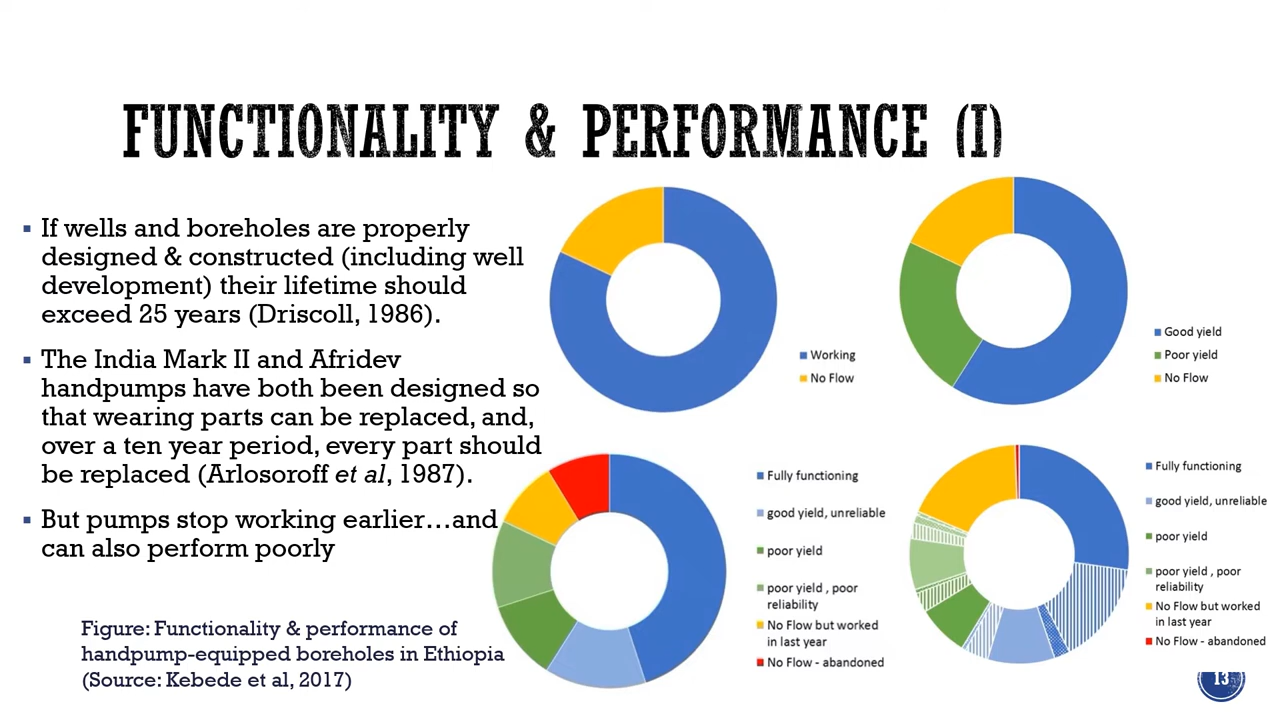 FUNCTIONALITY & PERFORMANCE (I)
▪ If wells and boreholes are properly
designed & constructed (including well
development) their lifetime should
exceed 25 years (Driscoll, 1986).
▪ The India Mark II and Afridev
handpumps have both been designed so
that wearing parts can be replaced, and,
over a ten year period, every part should
be replaced (Arlosoroff et al, 1987).
▪ But pumps stop working earlier…and
can also perform poorly
Figure: Functionality & performance of
handpump-equipped boreholes in Ethiopia
(Source: Kebede et al, 2017)
Working
No Flow
Good yield
Poor yield
No Flow
Fully functioning
good yield, unreliable
poor yield
poor yield , poor
reliability
No Flow but worked
in last year
No Flow - abandoned
Fully functioning
good yield, unreliable
poor yield
poor yield , poor
reliability
No Flow but worked
in last year
No Flow - abandoned
13